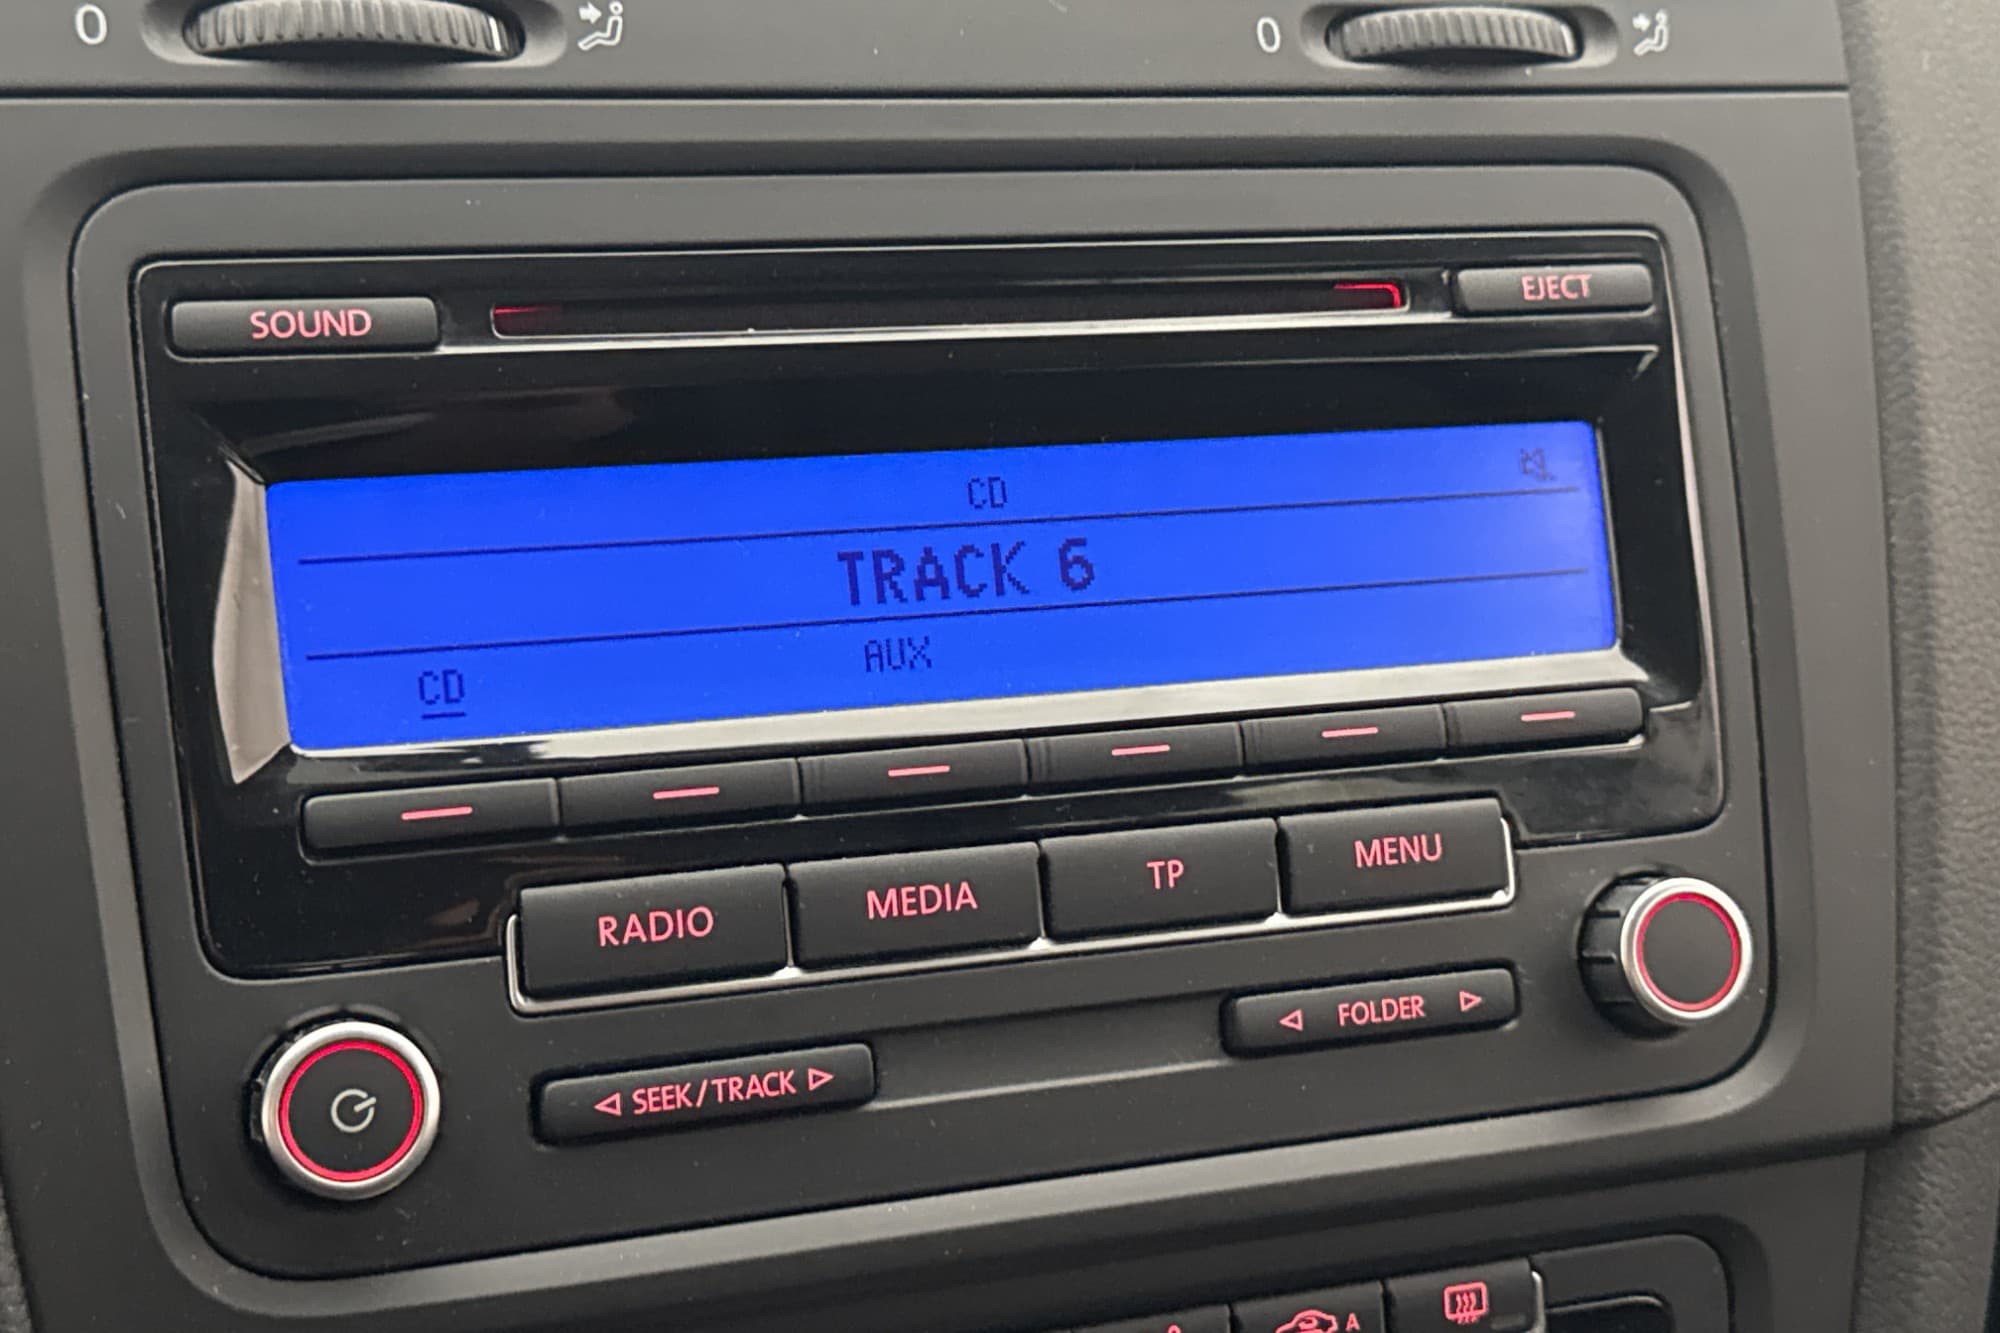 0
0
SOUND
EJECT
CD
TRACK 6
CD AUX
RADIO MEDIA TP MENU
SEEK/TRACK
FOLDER
A